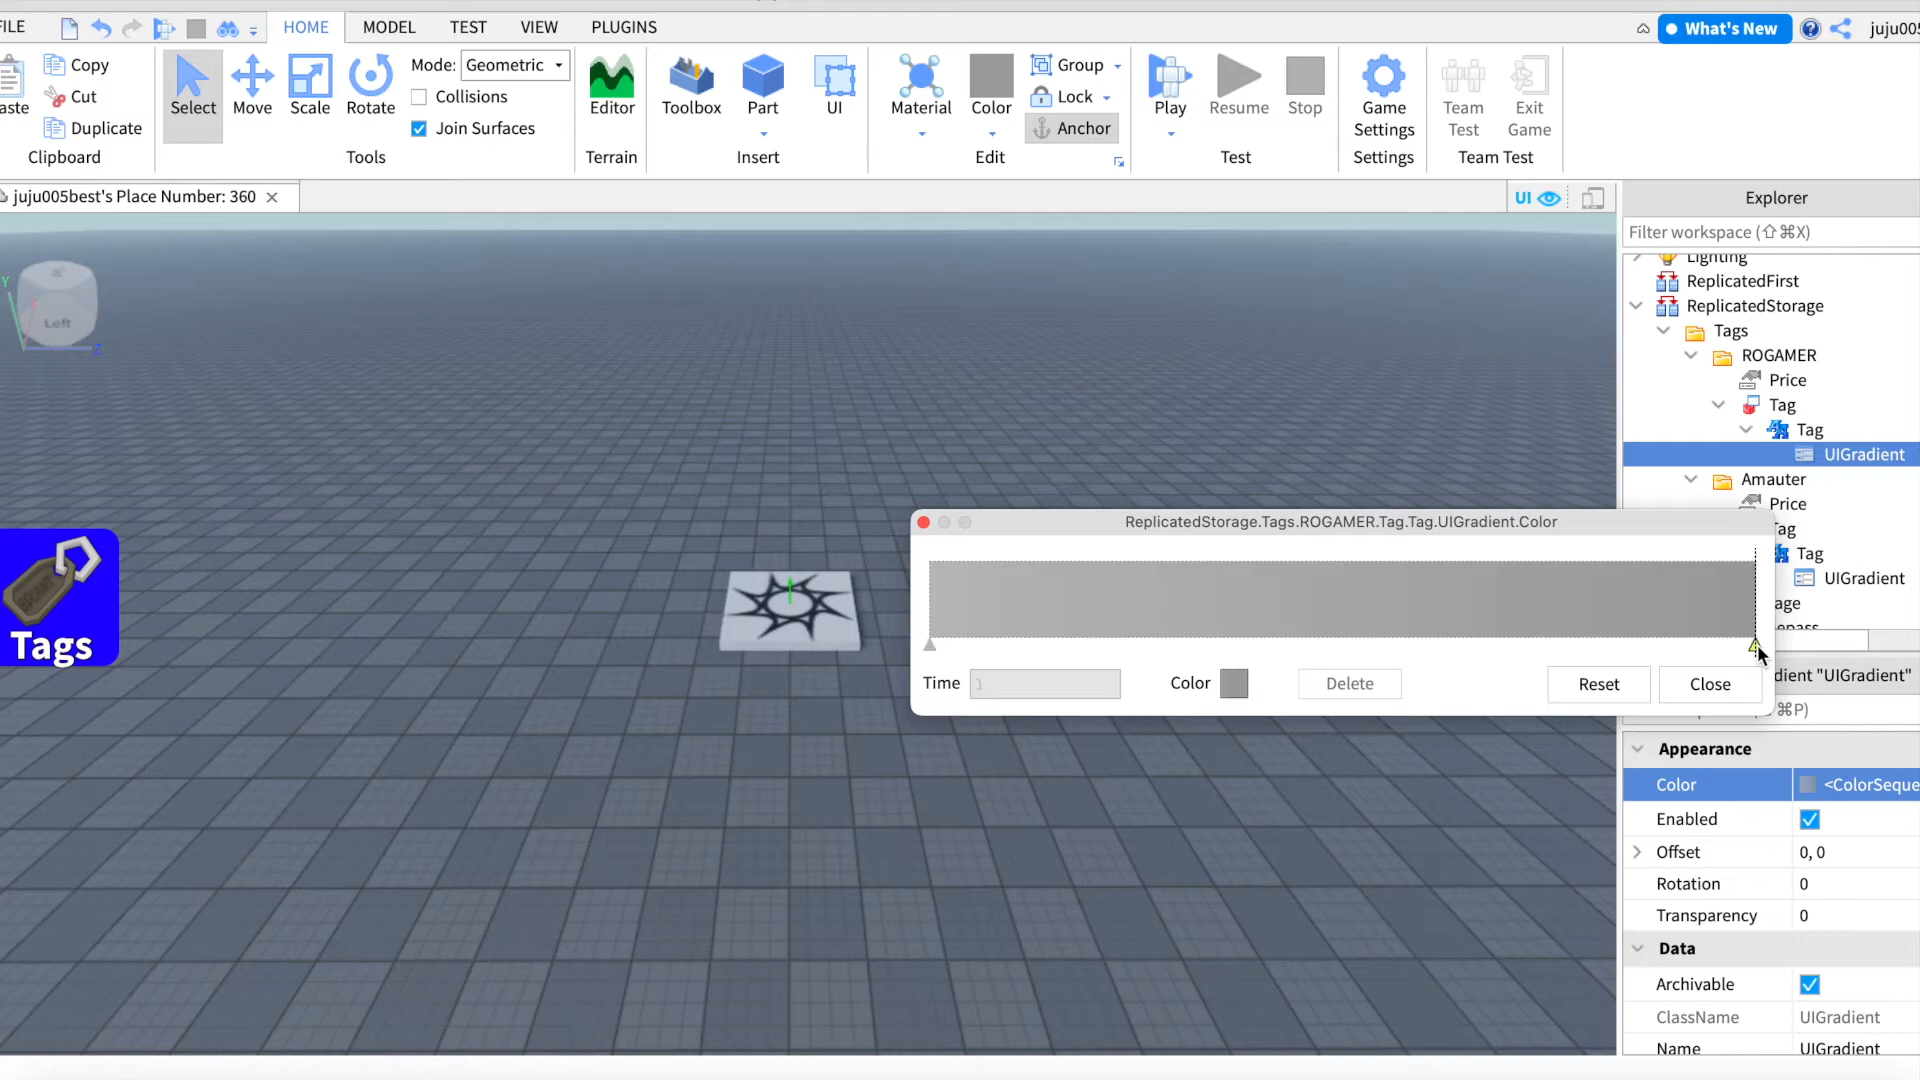 FILE
HOME
MODEL
TEST
VIEW
PLUGINS
What's New
juju005
Copy
Cut
Duplicate
Clipboard
Select
Move
Scale
Rotate
Mode: Geometric
Collisions
Join Surfaces
Tools
Editor
Terrain
Toolbox
Part
UI
Insert
Material
Color
Group
Lock
Anchor
Edit
Play
Resume
Stop
Test
Game
Settings
Settings
Team
Test
Exit
Game
Team Test
juju005best's Place Number: 360
UI
Explorer
Filter workspace (⇧⌘X)
Lighting
ReplicatedFirst
ReplicatedStorage
Tags
ROGAMER
Price
Tag
Tag
UIGradient
Amauter
Price
Tag
Tag
UIGradient
Left
Y
Z
Tags
ReplicatedStorage.Tags.ROGAMER.Tag.Tag.UIGradient.Color
Time
Color
Delete
Reset
Close
dient "UIGradient"
⌘P)
Appearance
Color <ColorSeque
Enabled
Offset 0, 0
Rotation 0
Transparency 0
Data
Archivable
ClassName UIGradient
Name UIGradient